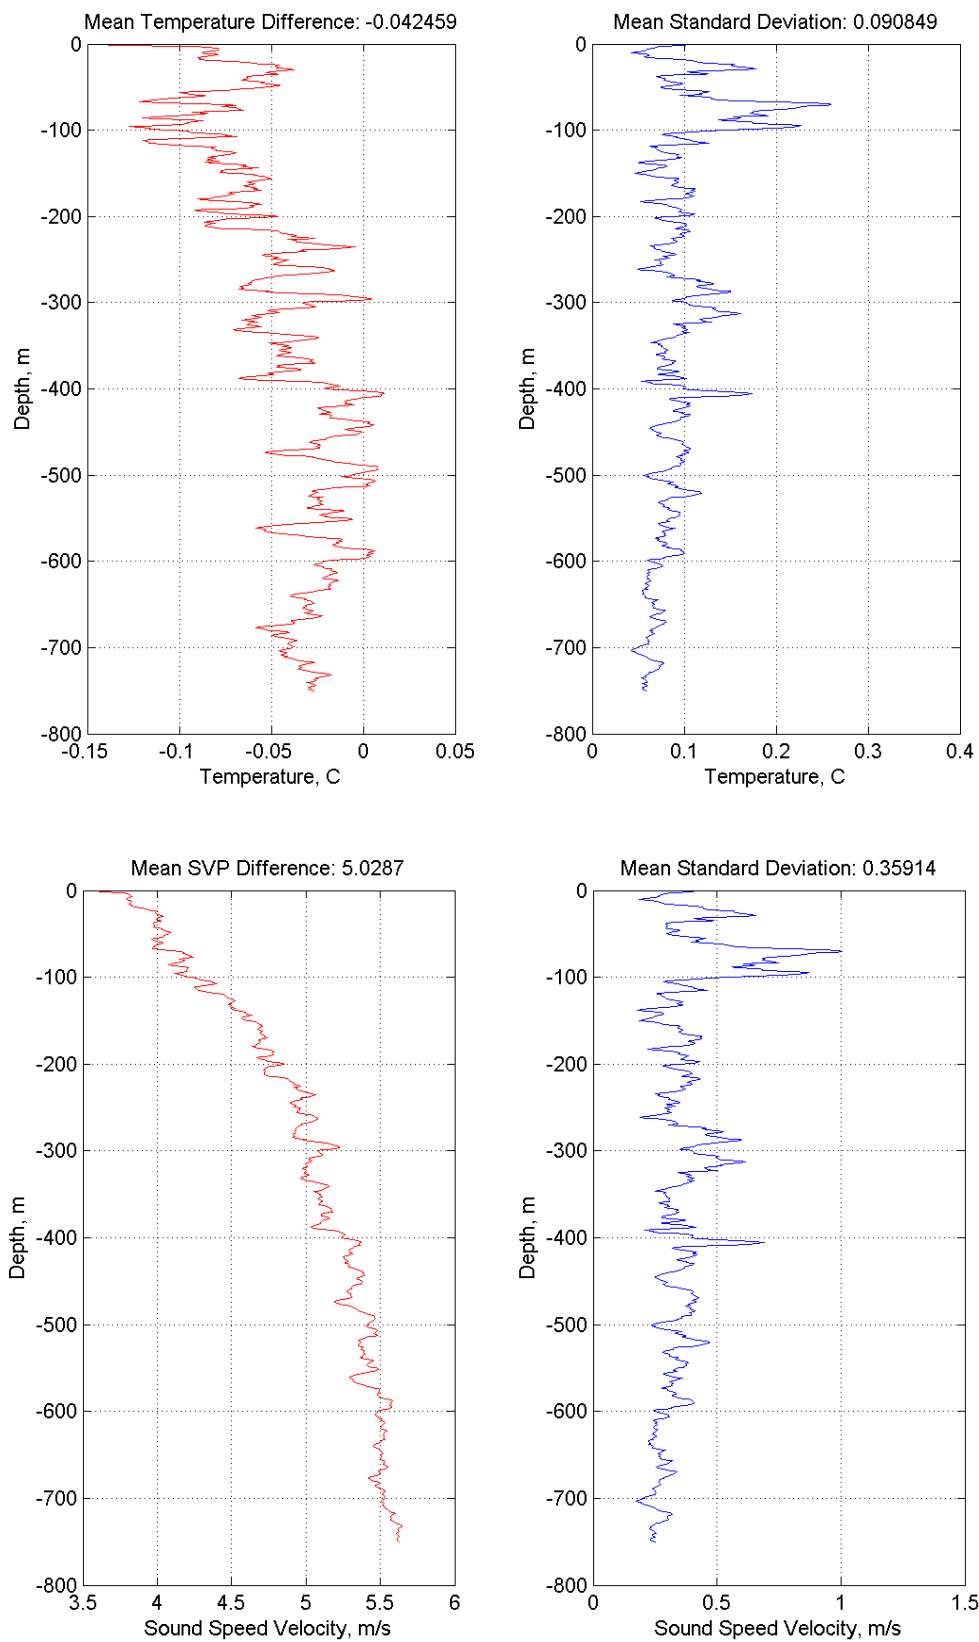 Mean Temperature Difference: -0.042459
0
-100
-200
-300
-400
-500
-600
-700
-800
Depth, m
-0.15 -0.1 -0.05 0 0.05
Temperature, C
Mean Standard Deviation: 0.090849
0
-100
-200
-300
-400
-500
-600
-700
-800
Depth, m
0 0.1 0.2 0.3 0.4
Temperature, C
Mean SVP Difference: 5.0287
0
-100
-200
-300
-400
-500
-600
-700
-800
Depth, m
3.5 4 4.5 5 5.5 6
Sound Speed Velocity, m/s
Mean Standard Deviation: 0.35914
0
-100
-200
-300
-400
-500
-600
-700
-800
Depth, m
0 0.5 1 1.5
Sound Speed Velocity, m/s